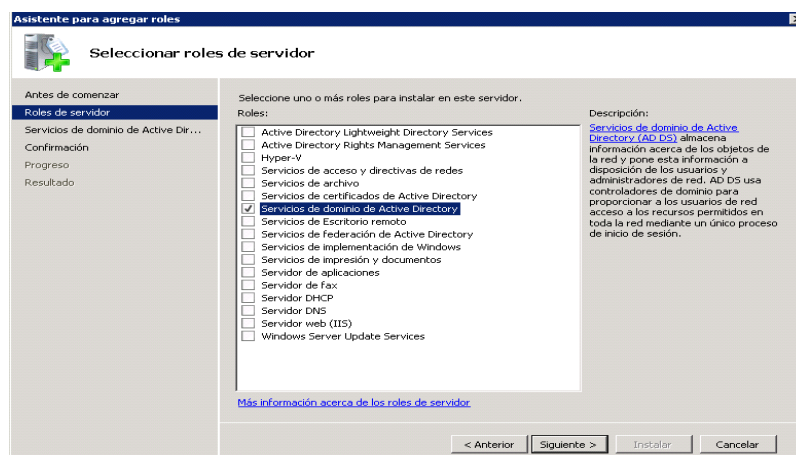 Asistente para agregar roles
Seleccionar roles de servidor
Antes de comenzar
Roles de servidor
Servicios de dominio de Active Dir...
Confirmación
Progreso
Resultado
Seleccione uno o más roles para instalar en este servidor.
Roles:
Active Directory Lightweight Directory Services
Active Directory Rights Management Services
Hyper-V
Servicios de acceso y directivas de redes
Servicios de archivo
Servicios de certificados de Active Directory
Servicios de dominio de Active Directory
Servicios de Escritorio remoto
Servicios de federación de Active Directory
Servicios de implementación de Windows
Servicios de impresión y documentos
Servidor de aplicaciones
Servidor de fax
Servidor DHCP
Servidor DNS
Servidor web (IIS)
Windows Server Update Services
Más información acerca de los roles de servidor
Descripción:
Servicios de dominio de Active
Directory (AD DS) almacena
información acerca de los objetos de
la red y pone esta información a
disposición de los usuarios y
administradores de red. AD DS usa
controladores de dominio para
proporcionar a los usuarios de red
acceso a los recursos permitidos en
toda la red mediante un único proceso
de inicio de sesión.
< Anterior
Siguiente >
Instalar
Cancelar